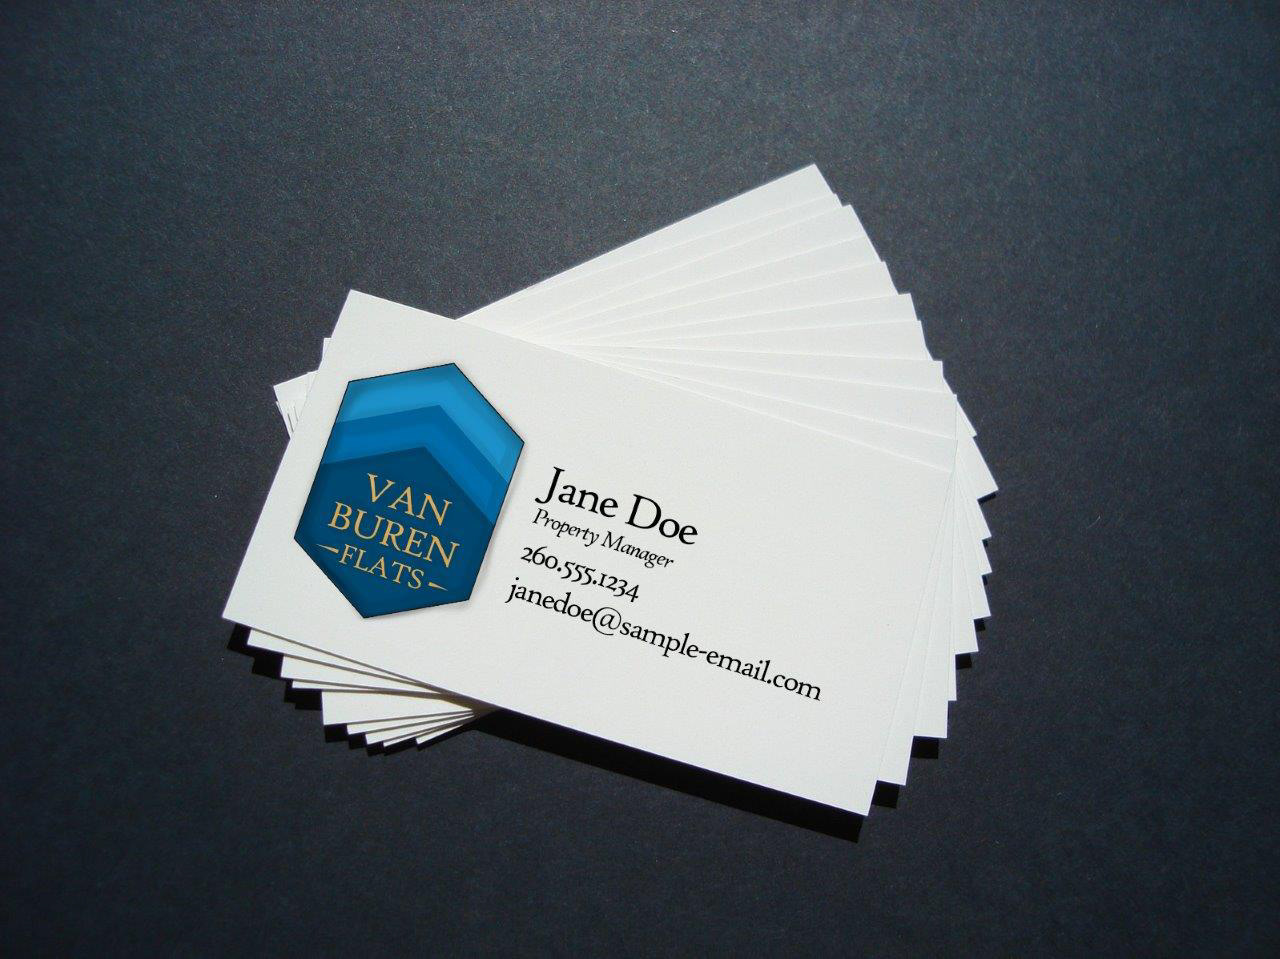 VAN
BUREN
FLATS
Jane Doe
Property Manager
260.555.1234
janedoe@sample-email.com